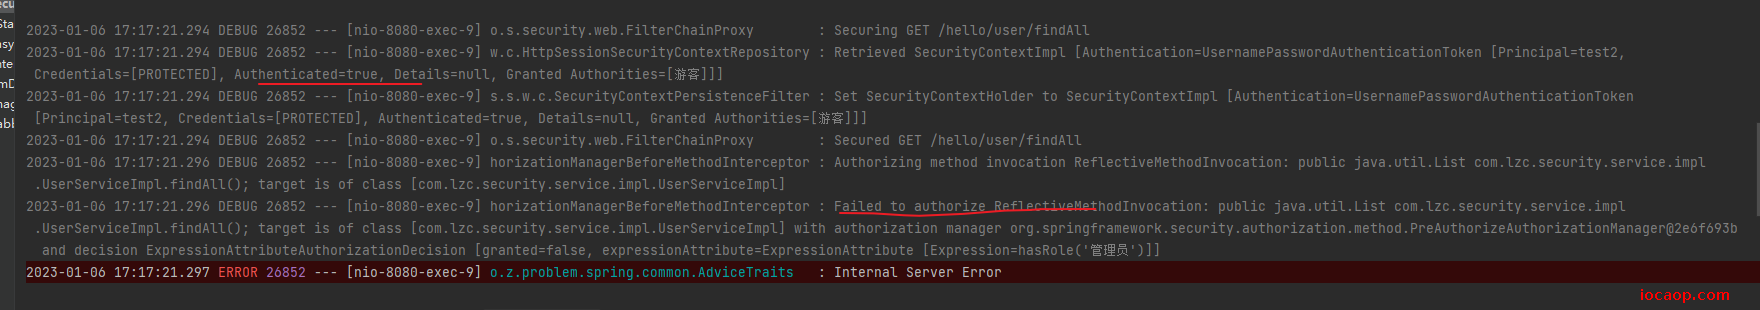 ecu
Sta
2023-01-06 17:17:21.294 DEBUG 26852 --- [nio-8080-exec-9] o.s.security.web.FilterChainProxy : Securing GET /hello/user/findAll
asy
2023-01-06 17:17:21.294 DEBUG 26852 --- [nio-8080-exec-9] w.c.HttpSessionSecurityContextRepository : Retrieved SecurityContextImpl [Authentication=UsernamePasswordAuthenticationToken [Principal=test2,
nte
Credentials=[PROTECTED], Authenticated=true, Details=null, Granted Authorities=[游客]]]
mD
2023-01-06 17:17:21.294 DEBUG 26852 --- [nio-8080-exec-9] s.s.w.c.SecurityContextPersistenceFilter : Set SecurityContextHolder to SecurityContextImpl [Authentication=UsernamePasswordAuthenticationToken
nag
[Principal=test2, Credentials=[PROTECTED], Authenticated=true, Details=null, Granted Authorities=[游客]]]
abl
2023-01-06 17:17:21.294 DEBUG 26852 --- [nio-8080-exec-9] o.s.security.web.FilterChainProxy : Secured GET /hello/user/findAll
2023-01-06 17:17:21.296 DEBUG 26852 --- [nio-8080-exec-9] horizationManagerBeforeMethodInterceptor : Authorizing method invocation ReflectiveMethodInvocation: public java.util.List com.lzc.security.service.impl
.UserServiceImpl.findAll(); target is of class [com.lzc.security.service.impl.UserServiceImpl]
2023-01-06 17:17:21.296 DEBUG 26852 --- [nio-8080-exec-9] horizationManagerBeforeMethodInterceptor : Failed to authorize ReflectiveMethodInvocation: public java.util.List com.lzc.security.service.impl
.UserServiceImpl.findAll(); target is of class [com.lzc.security.service.impl.UserServiceImpl] with authorization manager org.springframework.security.authorization.method.PreAuthorizeAuthorizationManager@2e6f693b
and decision ExpressionAttributeAuthorizationDecision [granted=false, expressionAttribute=ExpressionAttribute [Expression=hasRole('管理员')]]
2023-01-06 17:17:21.297 ERROR 26852 --- [nio-8080-exec-9] o.z.problem.spring.common.AdviceTraits : Internal Server Error
iocaop.com